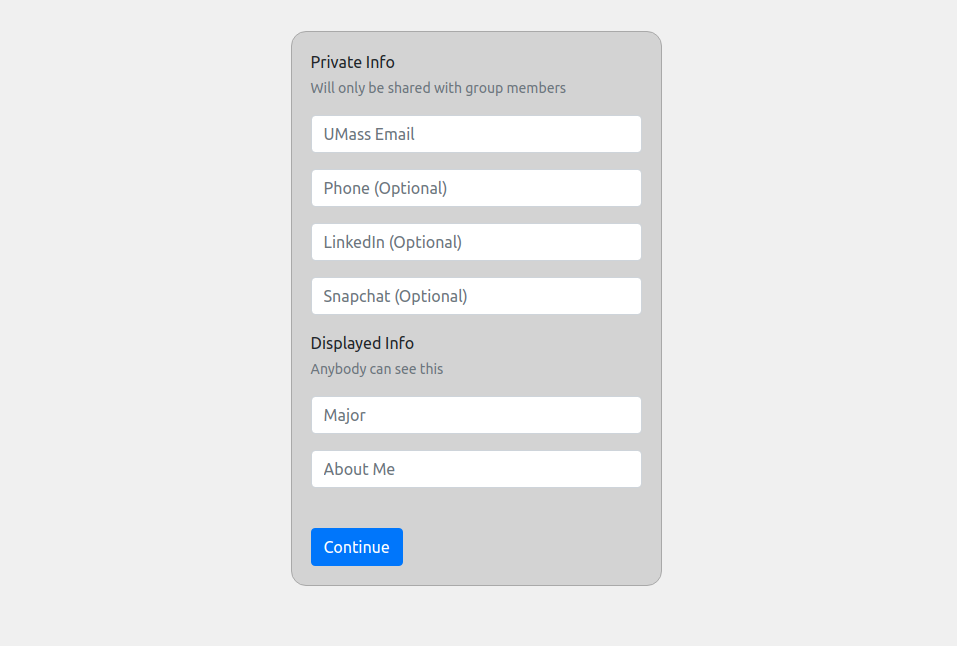 Private Info
Will only be shared with group members
UMass Email
Phone (Optional)
LinkedIn (Optional)
Snapchat (Optional)
Displayed Info
Anybody can see this
Major
About Me
Continue